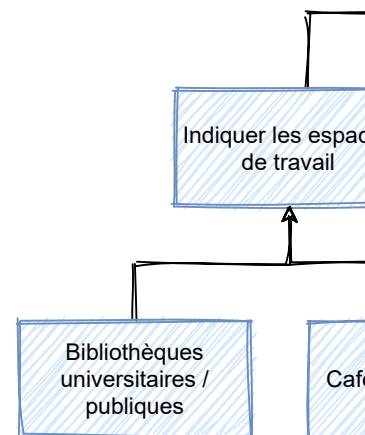 Indiquer les
de travail
Bibliothèques
universitaires /
publiques